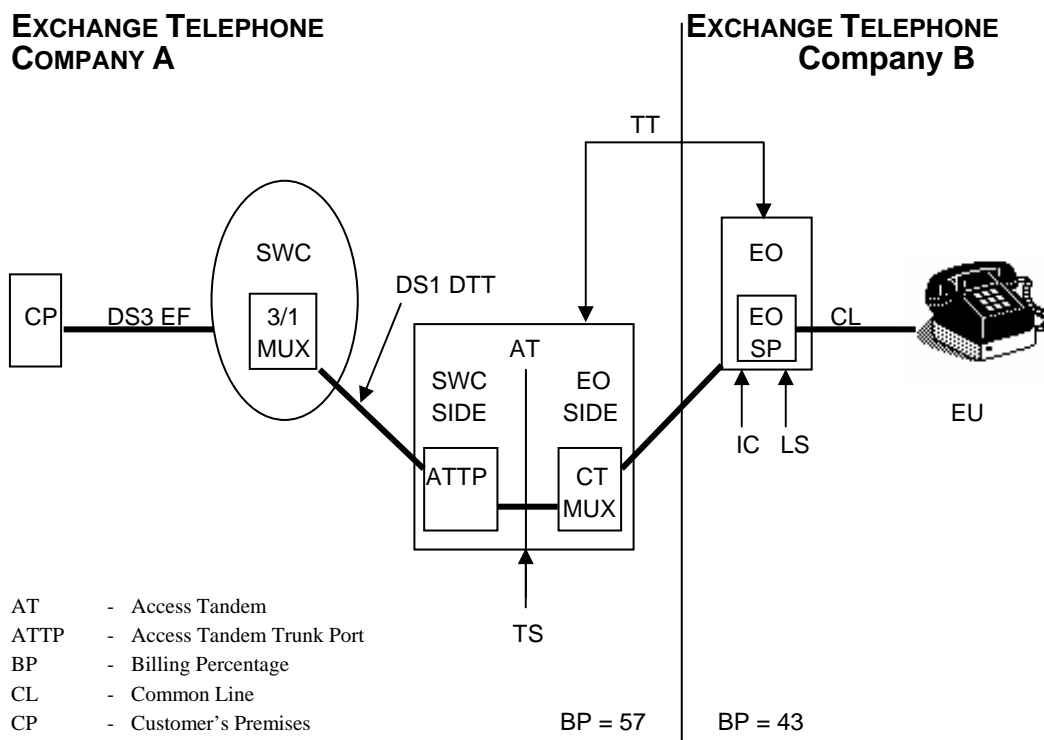 EXCHANGE TELEPHONE
COMPANY A
EXCHANGE TELEPHONE
Company B
TT
SWC
EO
DS1 DTT
CP
DS3 EF
3/1
MUX
EO
SP
CL
AT
SWC
SIDE
EO
SIDE
EU
IC
LS
ATTP
CT
MUX
TS
AT - Access Tandem
ATTP - Access Tandem Trunk Port
BP - Billing Percentage
CL - Common Line
CP - Customer's Premises
BP = 57
BP = 43